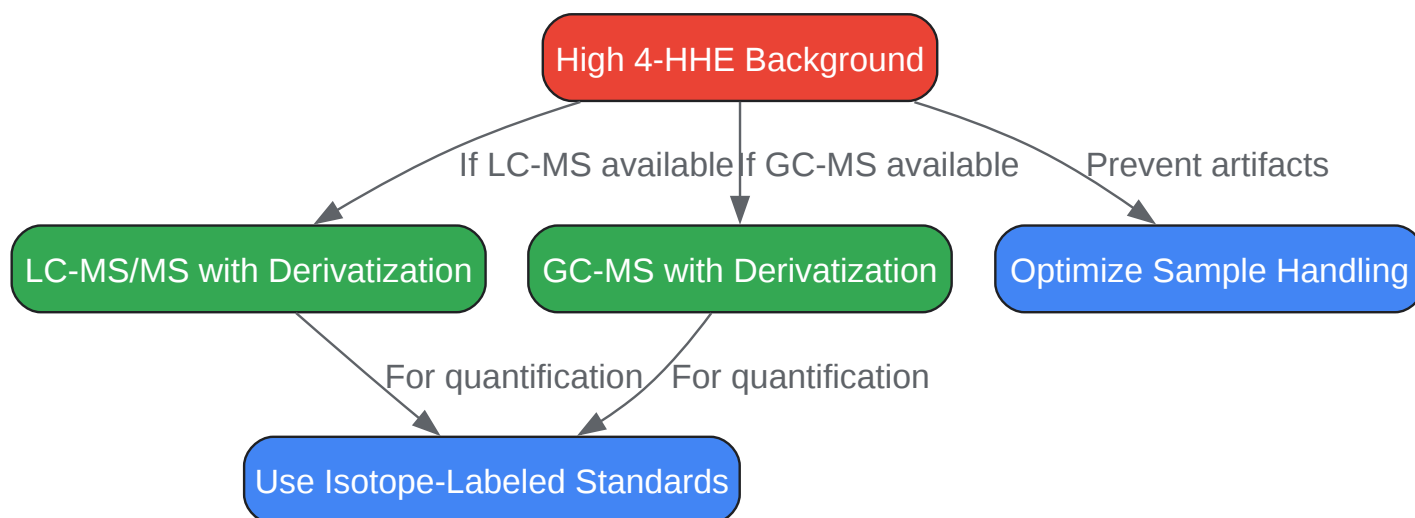 High 4-HHE Background
If LC-MS available
If GC-MS available
Prevent artifacts
LC-MS/MS with Derivatization
GC-MS with Derivatization
Optimize Sample Handling
For quantification
For quantification
Use Isotope-Labeled Standards